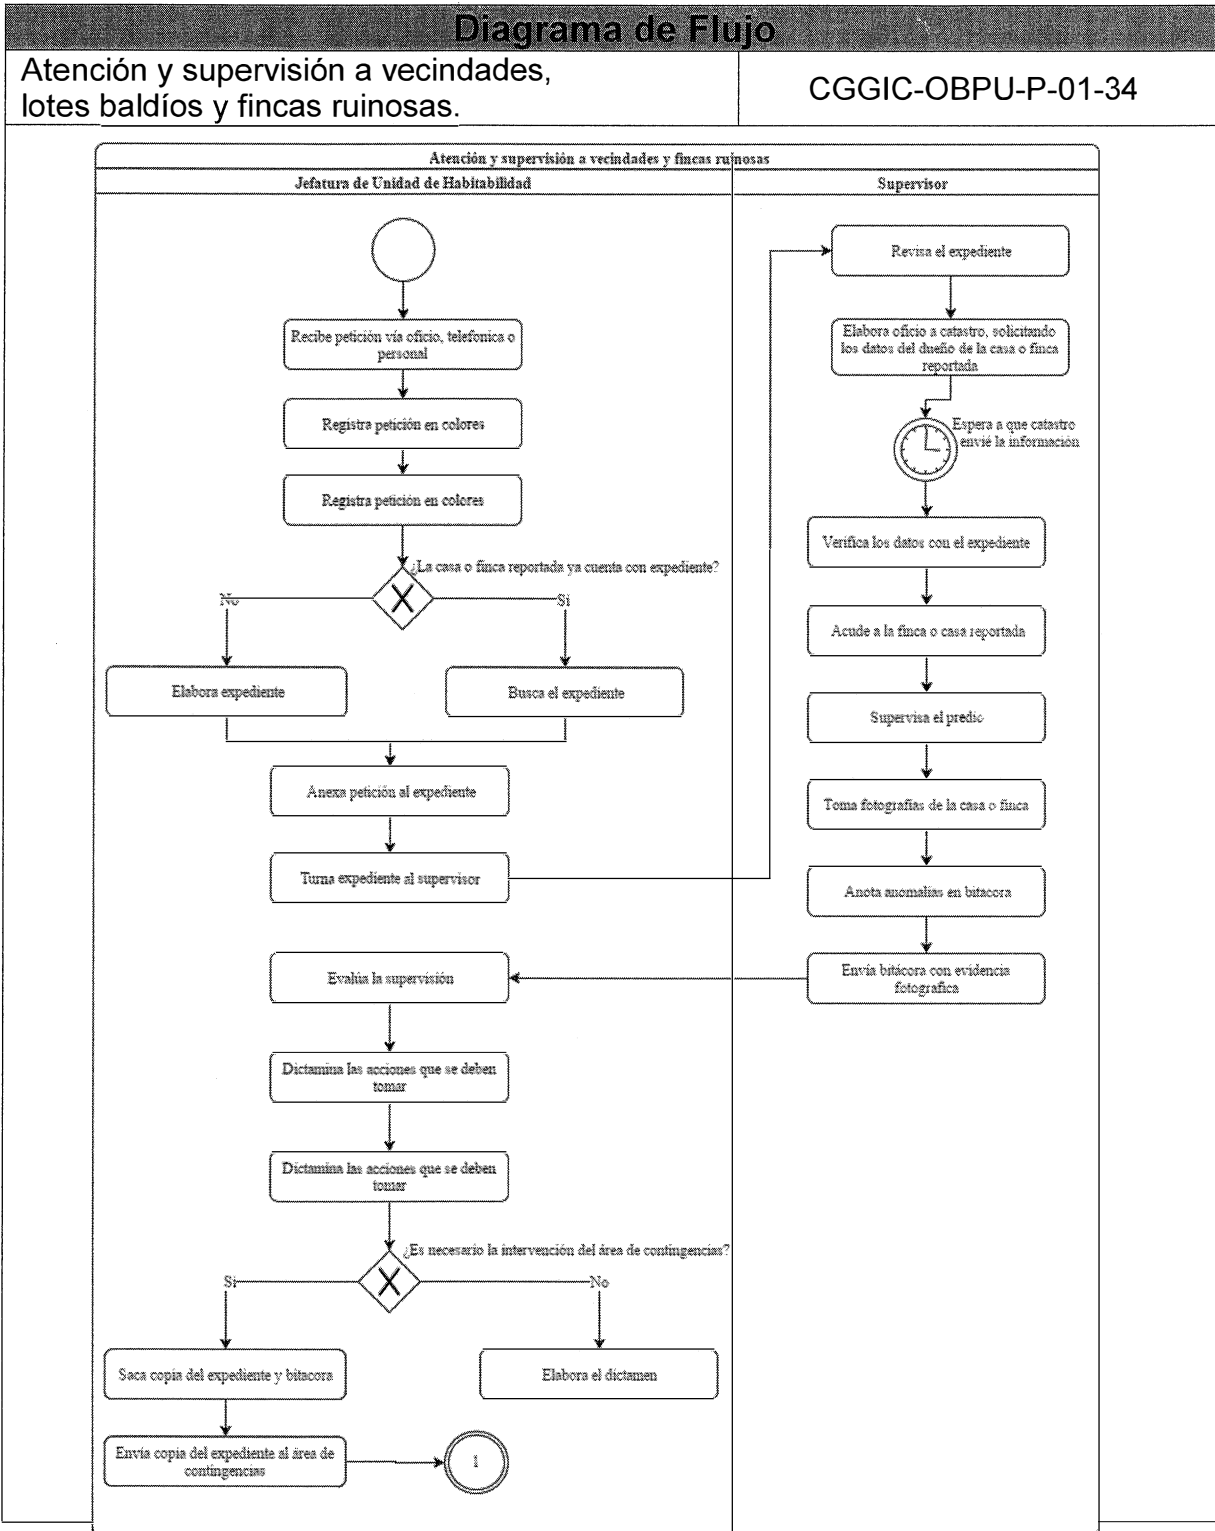 Diagrama de Flujo
Atención y supervisión a vecindades,
lotes baldíos y fincas ruinosas.
CGGIC-OBPU-P-01-34
Atención y supervisión a vecindades y fincas ruinosas
Jefatura de Unidad de Habitabilidad
Supervisor
Recibe petición vía oficio, telefonica o
personal
Registra petición en colores
Registra petición en colores
¿La casa o finca reportada ya cuenta con expediente?
No
Si
Elabora expediente
Busca el expediente
Anexa petición al expediente
Turna expediente al supervisor
Revisa el expediente
Elabora oficio a catastro, solicitando
los datos del dueño de la casa o finca
reportada
Espera a que catastro
envié la información
Verifica los datos con el expediente
Acude a la finca o casa reportada
Supervisa el predio
Toma fotografías de la casa o finca
Anota anomalías en bitácora
Envía bitácora con evidencia
fotografica
Evalúa la supervisión
Dictamina las acciones que se deben
tomar
Dictamina las acciones que se deben
tomar
¿Es necesario la intervención del área de contingencias?
Si
No
Saca copia del expediente y bitacora
Elabora el dictamen
Envía copia del expediente al área de
contingencias
1